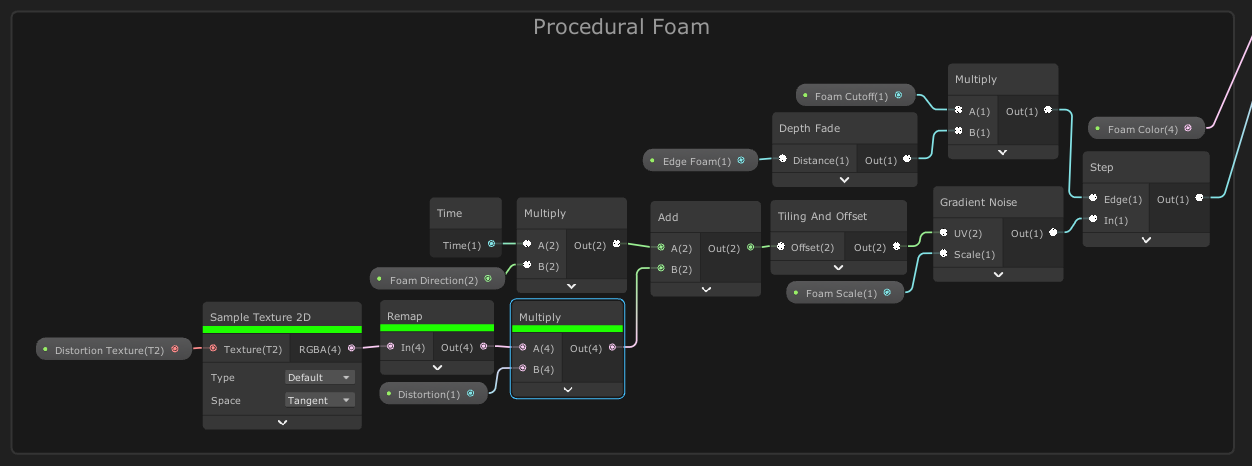 Procedural Foam
Multiply
Foam Cutoff(1)
A(1) Out(1)
B(1)
Depth Fade
Edge Foam(1)
Distance(1) Out(1)
Foam Color(4)
Step
Edge(1) Out(1)
In(1)
Time
Time(1)
Multiply
A(2) Out(2)
B(2)
Foam Direction(2)
Add
A(2) Out(2)
B(2)
Tiling And Offset
Offset(2) Out(2)
Foam Scale(1)
Gradient Noise
UV(2) Out(1)
Scale(1)
Distortion Texture(T2)
Sample Texture 2D
Texture(T2) RGBA(4)
Type Default
Space Tangent
Remap
In(4) Out(4)
Distortion(1)
Multiply
A(4) Out(4)
B(4)